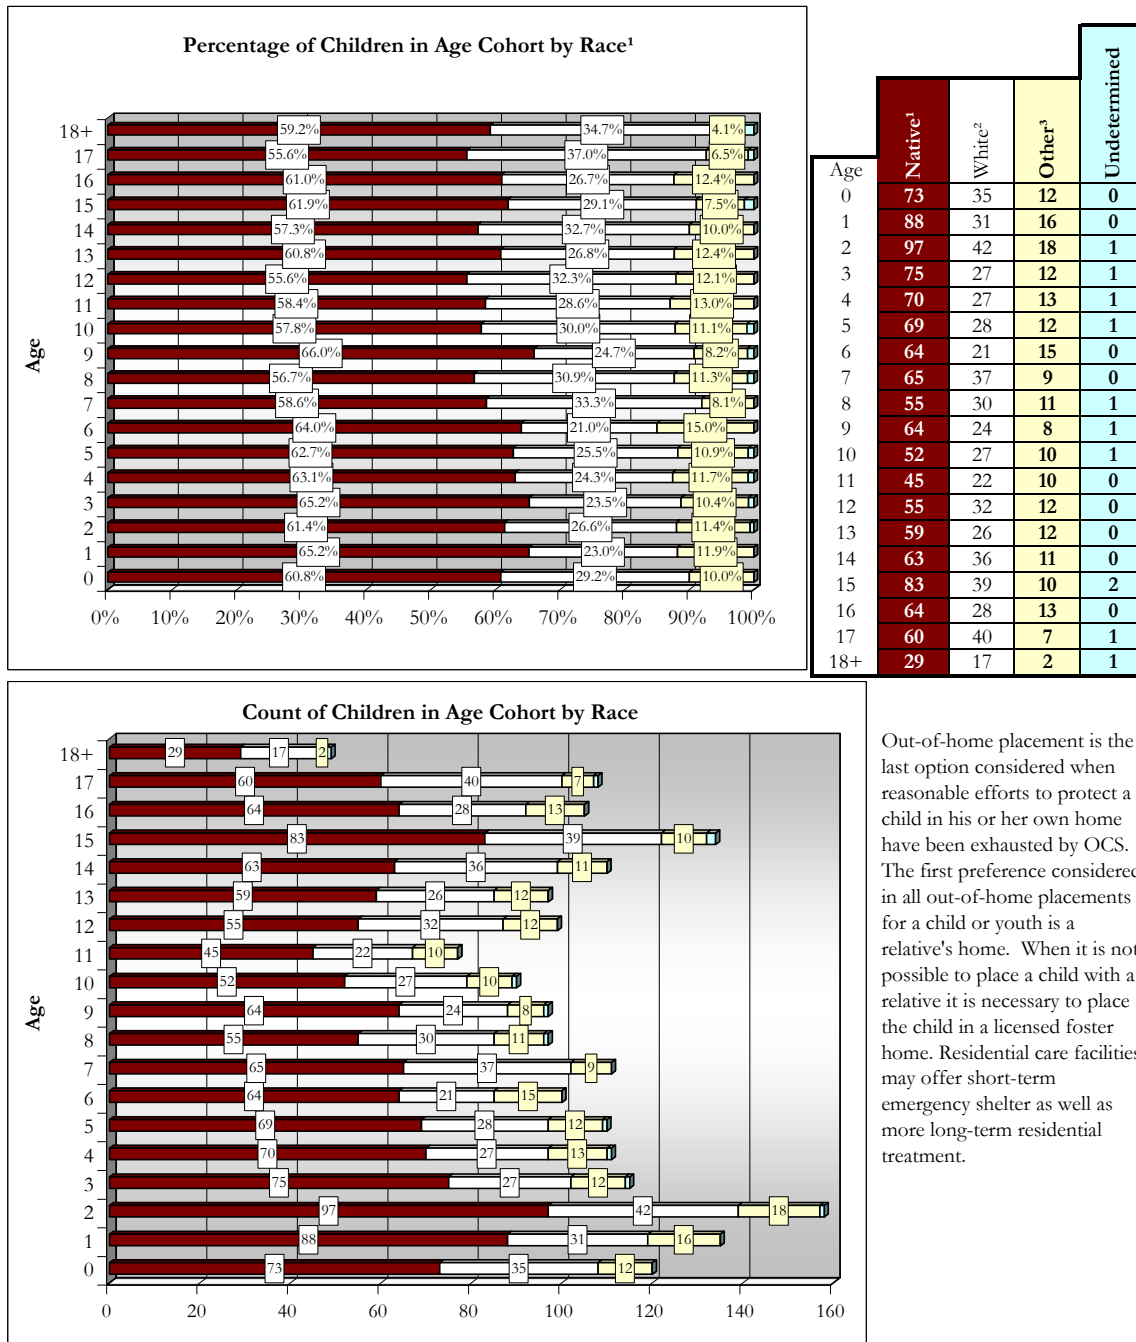 Percentage of Children in Age Cohort by Race¹
Age
18+ 59.2% 34.7% 4.1%
17 55.6% 37.0% 6.5%
16 61.0% 26.7% 12.4%
15 61.9% 29.1% 7.5%
14 57.3% 32.7% 10.0%
13 60.8% 26.8% 12.4%
12 55.6% 32.3% 12.1%
11 58.4% 28.6% 13.0%
10 57.8% 30.0% 11.1%
9 66.0% 24.7% 8.2%
8 56.7% 30.9% 11.3%
7 58.6% 33.3% 8.1%
6 64.0% 21.0% 15.0%
5 62.7% 25.5% 10.9%
4 63.1% 24.3% 11.7%
3 65.2% 23.5% 10.4%
2 61.4% 26.6% 11.4%
1 65.2% 23.0% 11.9%
0 60.8% 29.2% 10.0%
0% 10% 20% 30% 40% 50% 60% 70% 80% 90% 100%
Age Native¹ White² Other³ Undetermined
0 73 35 12 0
1 88 31 16 0
2 97 42 18 1
3 75 27 12 1
4 70 27 13 1
5 69 28 12 1
6 64 21 15 0
7 65 37 9 0
8 55 30 11 1
9 64 24 8 1
10 52 27 10 1
11 45 22 10 0
12 55 32 12 0
13 59 26 12 0
14 63 36 11 0
15 83 39 10 2
16 64 28 13 0
17 60 40 7 1
18+ 29 17 2 1
Count of Children in Age Cohort by Race
Age
18+ 29 17 2
17 60 40 7
16 64 28 13
15 83 39 10
14 63 36 11
13 59 26 12
12 55 32 12
11 45 22 10
10 52 27 10
9 64 24 8
8 55 30 11
7 65 37 9
6 64 21 15
5 69 28 12
4 70 27 13
3 75 27 12
2 97 42 18
1 88 31 16
0 73 35 12
0 20 40 60 80 100 120 140 160
Out-of-home placement is the
last option considered when
reasonable efforts to protect a
child in his or her own home
have been exhausted by OCS.
The first preference considered
in all out-of-home placements
for a child or youth is a
relative's home. When it is not
possible to place a child with a
relative it is necessary to place
the child in a licensed foster
home. Residential care facilities
may offer short-term
emergency shelter as well as
more long-term residential
treatment.